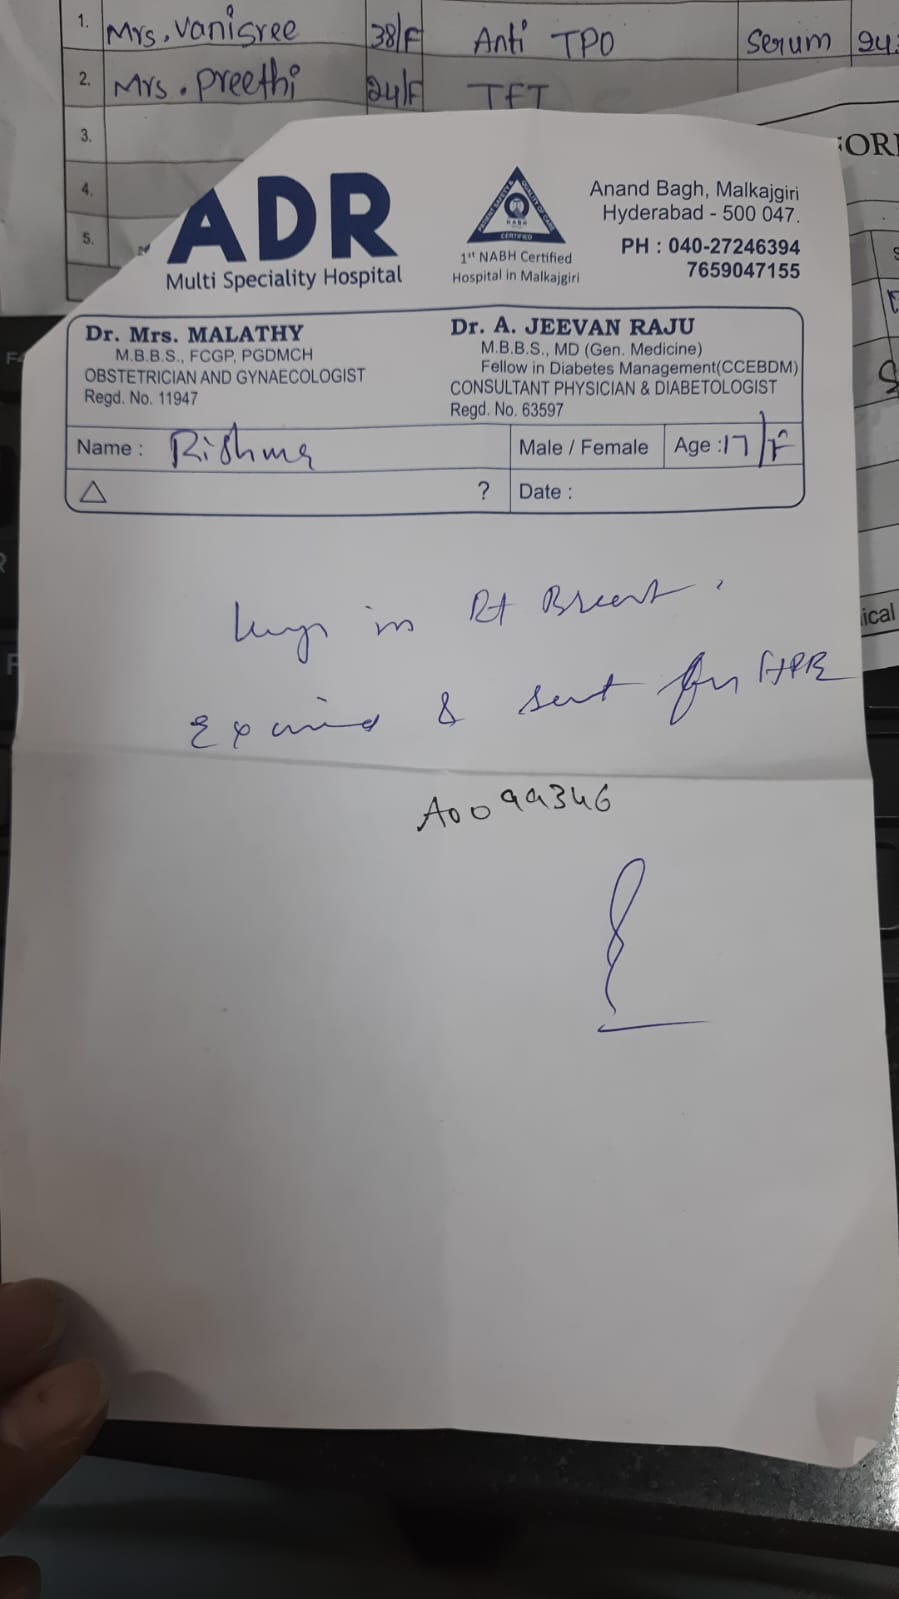 1. Mrs. Vanisree 38/F Anti TPO Serum
2. Mrs. Preethi 24/F TFT
3.
4.
5.
ADR
Multi Speciality Hospital
CERTIFIED
1st NABH Certified
Hospital in Malkajgiri
Anand Bagh, Malkajgiri
Hyderabad - 500 047.
PH : 040-27246394
7659047155
Dr. Mrs. MALATHY
M.B.B.S., FCGP, PGDMCH
OBSTETRICIAN AND GYNAECOLOGIST
Regd. No. 11947
Dr. A. JEEVAN RAJU
M.B.B.S., MD (Gen. Medicine)
Fellow in Diabetes Management(CCEBDM)
CONSULTANT PHYSICIAN & DIABETOLOGIST
Regd. No. 63597
Name : Rishma Male / Female Age : 17/F
△ ? Date :
in Rt Breast.
& sent for HPE
A0099346